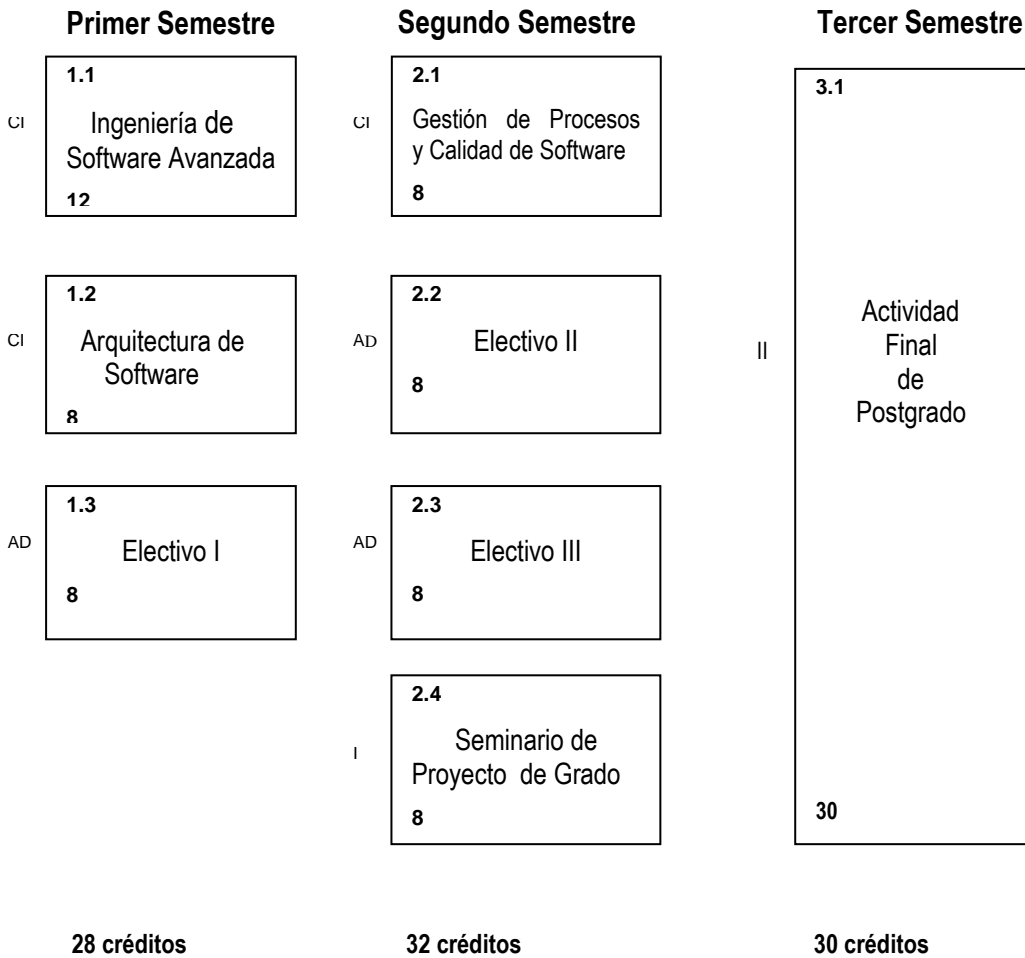 Primer Semestre
Segundo Semestre
Tercer Semestre
1.1
CI
Ingeniería de
Software Avanzada
12
2.1
CI
Gestión de Procesos
y Calidad de Software
8
3.1
II
Actividad
Final
de
Postgrado
30
1.2
CI
Arquitectura de
Software
8
2.2
AD
Electivo II
8
1.3
AD
Electivo I
8
2.3
AD
Electivo III
8
2.4
I
Seminario de
Proyecto de Grado
8
28 créditos
32 créditos
30 créditos